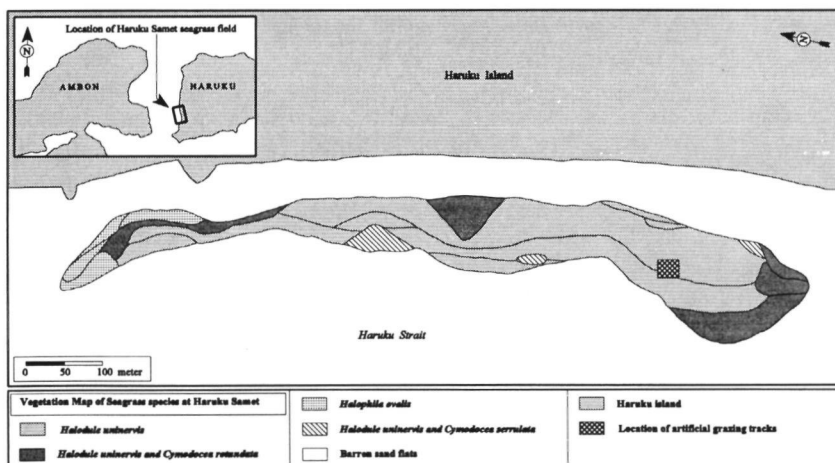 Location of Haruku Samet seagrass field
N
AMBON
HARUKU
Haruku Island
N
Haruku Strait
0 50 100 meter
Vegetation Map of Seagrass species at Haruku Samet
Halodule uninervis
Halodule uninervis and Cymodocea rotundata
Halophila ovalis
Halodule uninervis and Cymodocea serrulata
Barren sand flats
Haruku island
Location of artificial grazing tracks